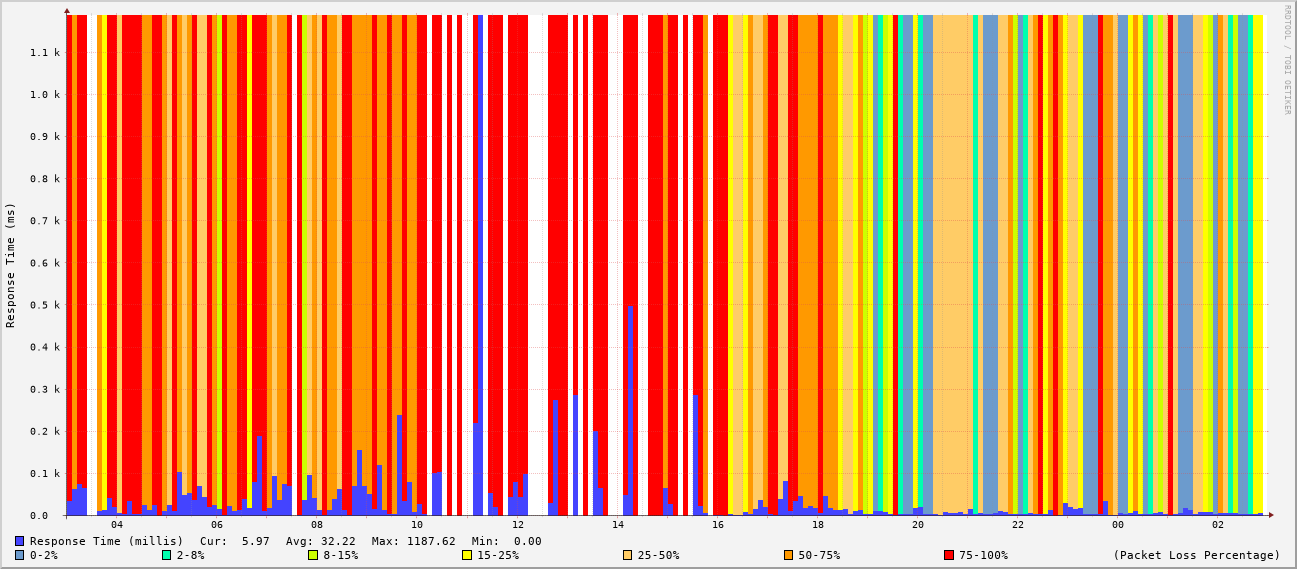 RRDTOOL / TOBI OETIKER
Response Time (ms)
1.1 k
1.0 k
0.9 k
0.8 k
0.7 k
0.6 k
0.5 k
0.4 k
0.3 k
0.2 k
0.1 k
0.0
04 06 08 10 12 14 16 18 20 22 00 02
Response Time (millis) Cur: 5.97 Avg: 32.22 Max: 1187.62 Min: 0.00
0-2% 2-8% 8-15% 15-25% 25-50% 50-75% 75-100% (Packet Loss Percentage)